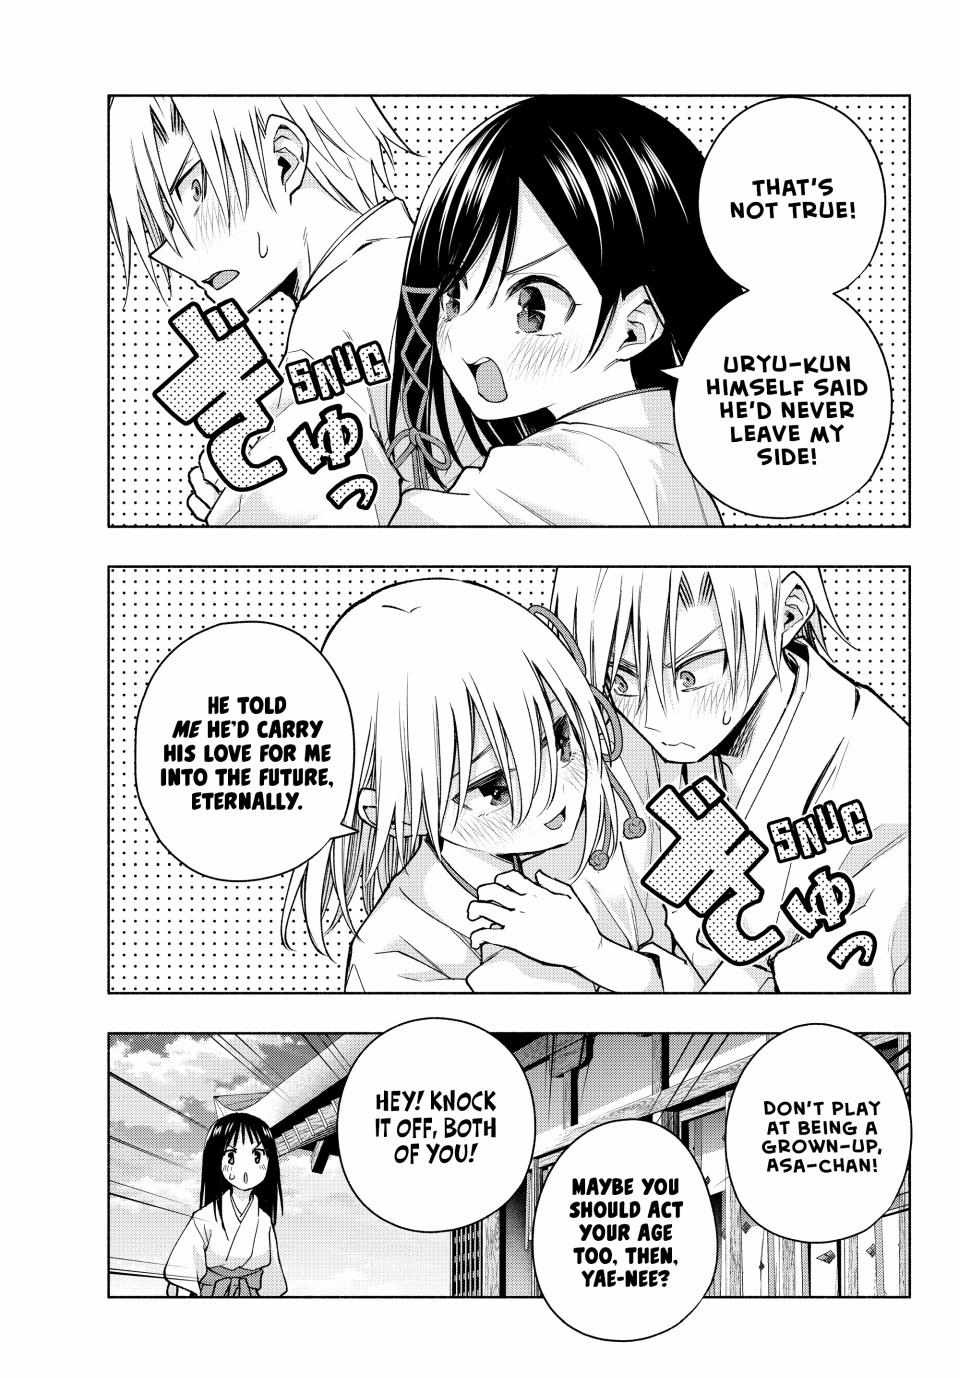 THAT'S
NOT TRUE!
URYU-KUN
HIMSELF SAID
HE'D NEVER
LEAVE MY
SIDE!
SNUG
ぎゅっ
HE TOLD
ME HE'D CARRY
HIS LOVE FOR ME
INTO THE FUTURE,
ETERNALLY.
SNUG
ぎゅっ
DON'T PLAY
AT BEING A
GROWN-UP,
ASA-CHAN!
MAYBE YOU
SHOULD ACT
YOUR AGE
TOO, THEN,
YAE-NEE?
HEY! KNOCK
IT OFF, BOTH
OF YOU!